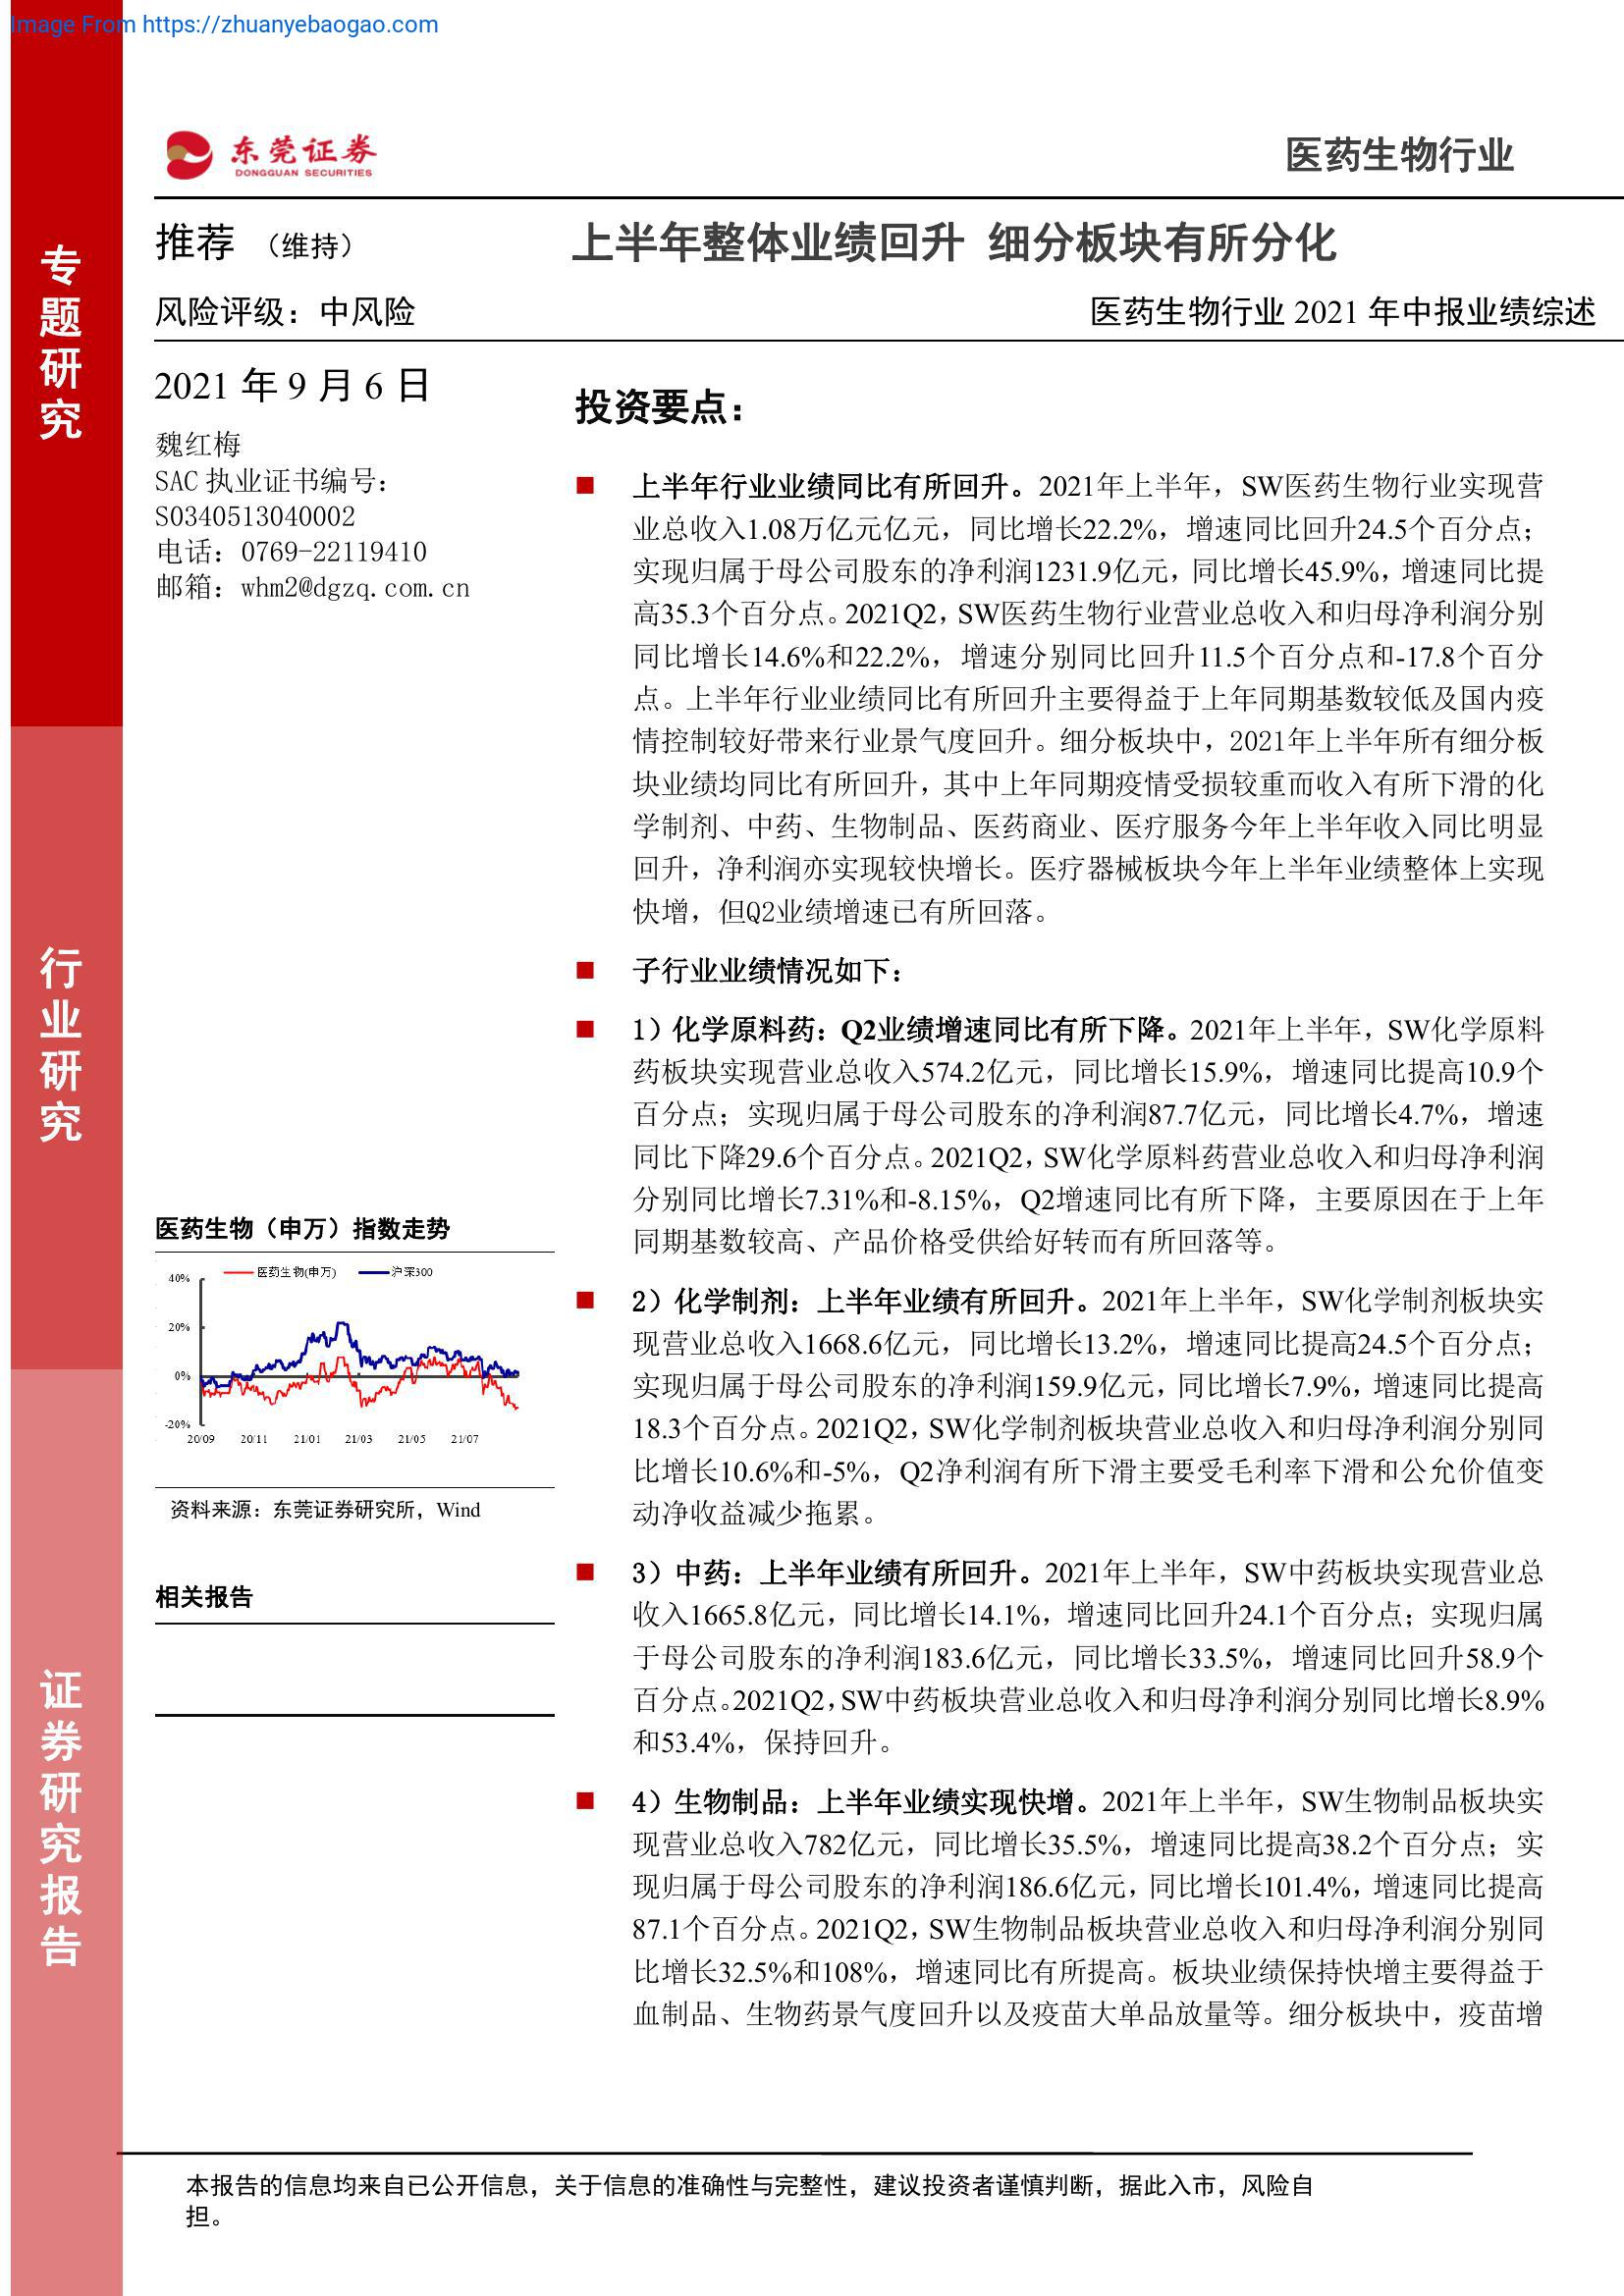 Image From https://zhuanyebaogao.com
专题研究
行业研究
证券研究报告
东莞证券
DONGGUAN SECURITIES
医药生物行业
推荐 （维持）
上半年整体业绩回升 细分板块有所分化
风险评级：中风险
医药生物行业 2021 年中报业绩综述
2021 年 9 月 6 日
魏红梅
SAC 执业证书编号：
S0340513040002
电话：0769-22119410
邮箱：whm2@dgzq.com.cn
医药生物（申万）指数走势
医药生物(申万)
沪深300
40%
20%
0%
-20%
20/09 20/11 21/01 21/03 21/05 21/07
资料来源：东莞证券研究所，Wind
相关报告
投资要点：
■ 上半年行业业绩同比有所回升。2021年上半年，SW医药生物行业实现营
业总收入1.08万亿元亿元，同比增长22.2%，增速同比回升24.5个百分点；
实现归属于母公司股东的净利润1231.9亿元，同比增长45.9%，增速同比提
高35.3个百分点。2021Q2，SW医药生物行业营业总收入和归母净利润分别
同比增长14.6%和22.2%，增速分别同比回升11.5个百分点和-17.8个百分
点。上半年行业业绩同比有所回升主要得益于上年同期基数较低及国内疫
情控制较好带来行业景气度回升。细分板块中，2021年上半年所有细分板
块业绩均同比有所回升，其中上年同期疫情受损较重而收入有所下滑的化
学制剂、中药、生物制品、医药商业、医疗服务今年上半年收入同比明显
回升，净利润亦实现较快增长。医疗器械板块今年上半年业绩整体上实现
快增，但Q2业绩增速已有所回落。
■ 子行业业绩情况如下：
■ 1）化学原料药：Q2业绩增速同比有所下降。2021年上半年，SW化学原料
药板块实现营业总收入574.2亿元，同比增长15.9%，增速同比提高10.9个
百分点；实现归属于母公司股东的净利润87.7亿元，同比增长4.7%，增速
同比下降29.6个百分点。2021Q2，SW化学原料药营业总收入和归母净利润
分别同比增长7.31%和-8.15%，Q2增速同比有所下降，主要原因在于上年
同期基数较高、产品价格受供给好转而有所回落等。
■ 2）化学制剂：上半年业绩有所回升。2021年上半年，SW化学制剂板块实
现营业总收入1668.6亿元，同比增长13.2%，增速同比提高24.5个百分点；
实现归属于母公司股东的净利润159.9亿元，同比增长7.9%，增速同比提高
18.3个百分点。2021Q2，SW化学制剂板块营业总收入和归母净利润分别同
比增长10.6%和-5%，Q2净利润有所下滑主要受毛利率下滑和公允价值变
动净收益减少拖累。
■ 3）中药：上半年业绩有所回升。2021年上半年，SW中药板块实现营业总
收入1665.8亿元，同比增长14.1%，增速同比回升24.1个百分点；实现归属
于母公司股东的净利润183.6亿元，同比增长33.5%，增速同比回升58.9个
百分点。2021Q2，SW中药板块营业总收入和归母净利润分别同比增长8.9%
和53.4%，保持回升。
■ 4）生物制品：上半年业绩实现快增。2021年上半年，SW生物制品板块实
现营业总收入782亿元，同比增长35.5%，增速同比提高38.2个百分点；实
现归属于母公司股东的净利润186.6亿元，同比增长101.4%，增速同比提高
87.1个百分点。2021Q2，SW生物制品板块营业总收入和归母净利润分别同
比增长32.5%和108%，增速同比有所提高。板块业绩保持快增主要得益于
血制品、生物药景气度回升以及疫苗大单品放量等。细分板块中，疫苗增
本报告的信息均来自已公开信息，关于信息的准确性与完整性，建议投资者谨慎判断，据此入市，风险自
担。